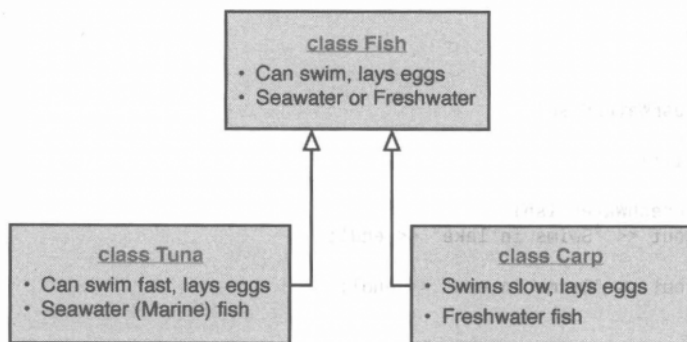 class Fish
• Can swim, lays eggs
• Seawater or Freshwater
class Tuna
• Can swim fast, lays eggs
• Seawater (Marine) fish
class Carp
• Swims slow, lays eggs
• Freshwater fish